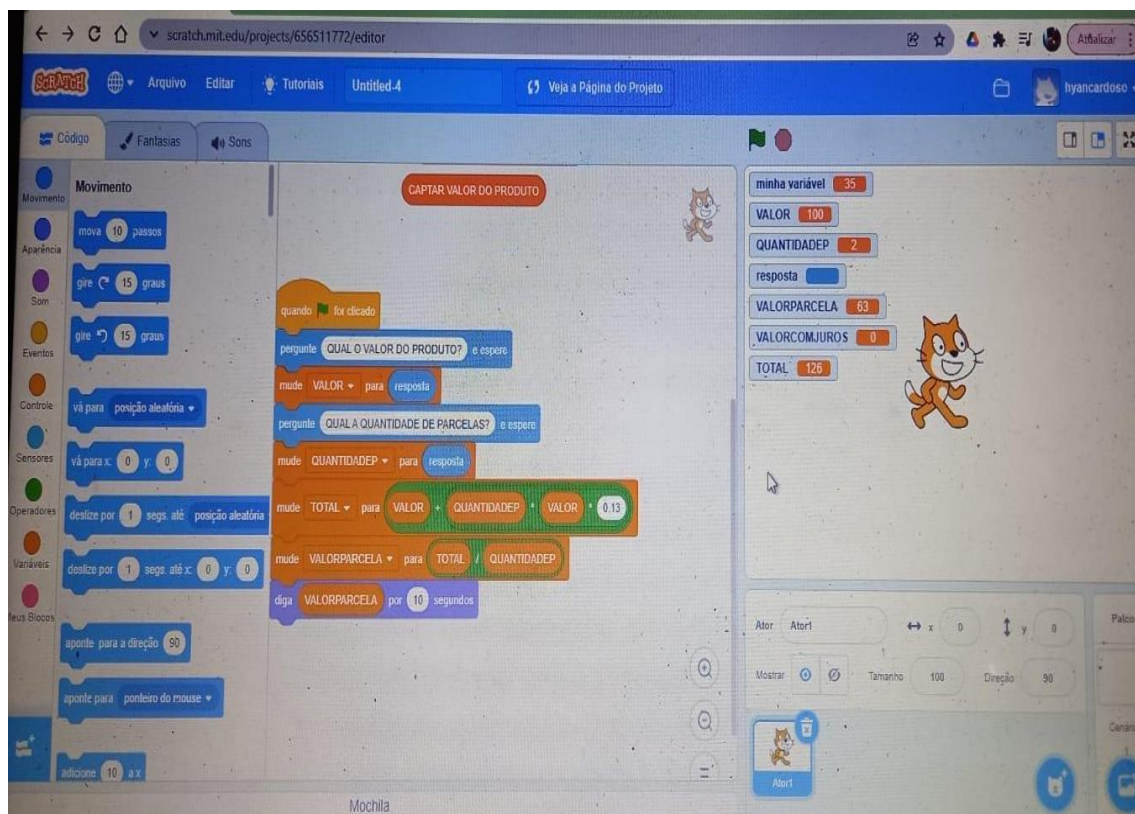 scratch.mit.edu/projects/656511772/editor
Atualizar
SCRATCH
Arquivo
Editar
Tutoriais
Untitled-4
Veja a Página do Projeto
hyancardoso
Código
Fantasias
Sons
Movimento
Aparência
Som
Eventos
Controle
Sensores
Operadores
Variáveis
eus Blocos
Movimento
mova 10 passos
gire 15 graus
gire 15 graus
vá para posição aleatória
vá para x: 0 y: 0
deslize por 1 segs. até posição aleatória
deslize por 1 segs. até x: 0 y: 0
aponte para a direção 90
aponte para ponteiro do mouse
adicione 10 a x
CAPTAR VALOR DO PRODUTO
quando for clicado
pergunte QUAL O VALOR DO PRODUTO? e espere
mude VALOR para resposta
pergunte QUAL A QUANTIDADE DE PARCELAS? e espere
mude QUANTIDADEP para resposta
mude TOTAL para VALOR + QUANTIDADEP * VALOR * 0.13
mude VALORPARCELA para TOTAL / QUANTIDADEP
diga VALORPARCELA por 10 segundos
Mochila
minha variável 35
VALOR 100
QUANTIDADEP 2
resposta
VALORPARCELA 63
VALORCOMJUROS 0
TOTAL 126
Ator Ator1 x 0 y 0
Mostrar Tamanho 100 Direção 90
Ator1
Palco
Cenári
1